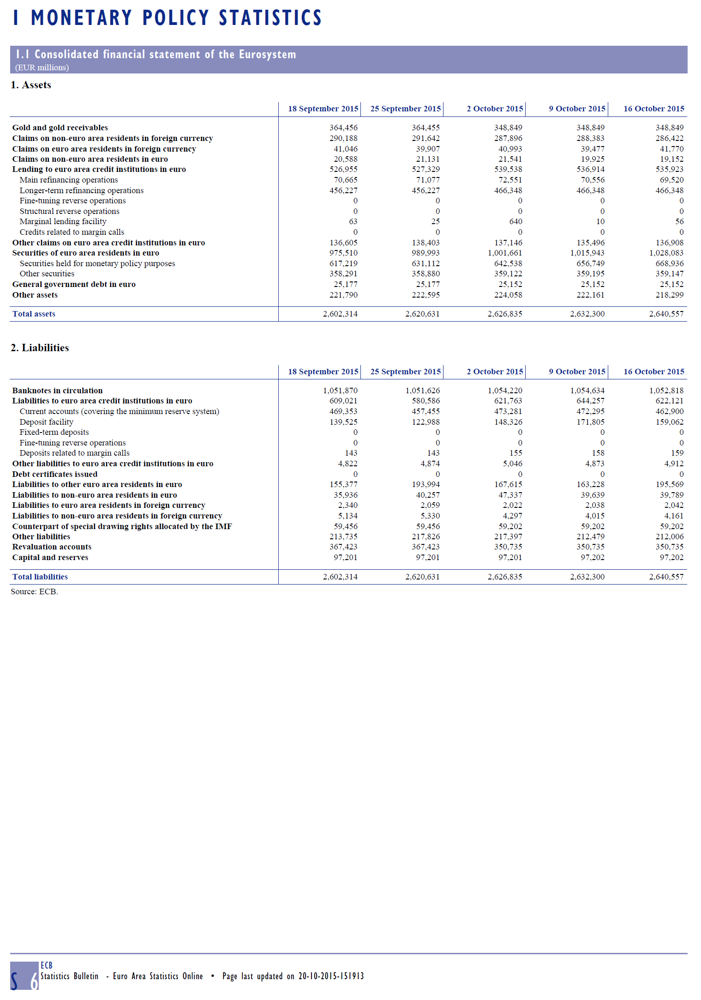 1 MONETARY POLICY STATISTICS
1.1 Consolidated financial statement of the Eurosystem
(EUR millions)
1. Assets
18 September 2015 25 September 2015 2 October 2015 9 October 2015 16 October 2015
Gold and gold receivables 364,456 364,455 348,849 348,849 348,849
Claims on non-euro area residents in foreign currency 290,188 291,642 287,896 288,383 286,422
Claims on euro area residents in foreign currency 41,046 39,907 40,993 39,477 41,770
Claims on non-euro area residents in euro 20,588 21,131 21,541 19,925 19,152
Lending to euro area credit institutions in euro 526,955 527,329 539,538 536,914 535,923
Main refinancing operations 70,665 71,077 72,551 70,556 69,520
Longer-term refinancing operations 456,227 456,227 466,348 466,348 466,348
Fine-tuning reverse operations 0 0 0 0 0
Structural reverse operations 0 0 0 0 0
Marginal lending facility 63 25 640 10 56
Credits related to margin calls 0 0 0 0 0
Other claims on euro area credit institutions in euro 136,605 138,403 137,146 135,496 136,908
Securities of euro area residents in euro 975,510 989,993 1,001,661 1,015,943 1,028,083
Securities held for monetary policy purposes 617,219 631,112 642,538 656,749 668,936
Other securities 358,291 358,880 359,122 359,195 359,147
General government debt in euro 25,177 25,177 25,152 25,152 25,152
Other assets 221,790 222,595 224,058 222,161 218,299
Total assets 2,602,314 2,620,631 2,626,835 2,632,300 2,640,557
2. Liabilities
18 September 2015 25 September 2015 2 October 2015 9 October 2015 16 October 2015
Banknotes in circulation 1,051,870 1,051,626 1,054,220 1,054,634 1,052,818
Liabilities to euro area credit institutions in euro 609,021 580,586 621,763 644,257 622,121
Current accounts (covering the minimum reserve system) 469,353 457,455 473,281 472,295 462,900
Deposit facility 139,525 122,988 148,326 171,805 159,062
Fixed-term deposits 0 0 0 0 0
Fine-tuning reverse operations 0 0 0 0 0
Deposits related to margin calls 143 143 155 158 159
Other liabilities to euro area credit institutions in euro 4,822 4,874 5,046 4,873 4,912
Debt certificates issued 0 0 0 0 0
Liabilities to other euro area residents in euro 155,377 193,994 167,615 163,228 195,569
Liabilities to non-euro area residents in euro 35,936 40,257 47,337 39,639 39,789
Liabilities to euro area residents in foreign currency 2,340 2,059 2,022 2,038 2,042
Liabilities to non-euro area residents in foreign currency 5,134 5,330 4,297 4,015 4,161
Counterpart of special drawing rights allocated by the IMF 59,456 59,456 59,202 59,202 59,202
Other liabilities 213,735 217,826 217,397 212,479 212,006
Revaluation accounts 367,423 367,423 350,735 350,735 350,735
Capital and reserves 97,201 97,201 97,201 97,202 97,202
Total liabilities 2,602,314 2,620,631 2,626,835 2,632,300 2,640,557
Source: ECB.
ECB
S 6 Statistics Bulletin - Euro Area Statistics Online • Page last updated on 20-10-2015-151913